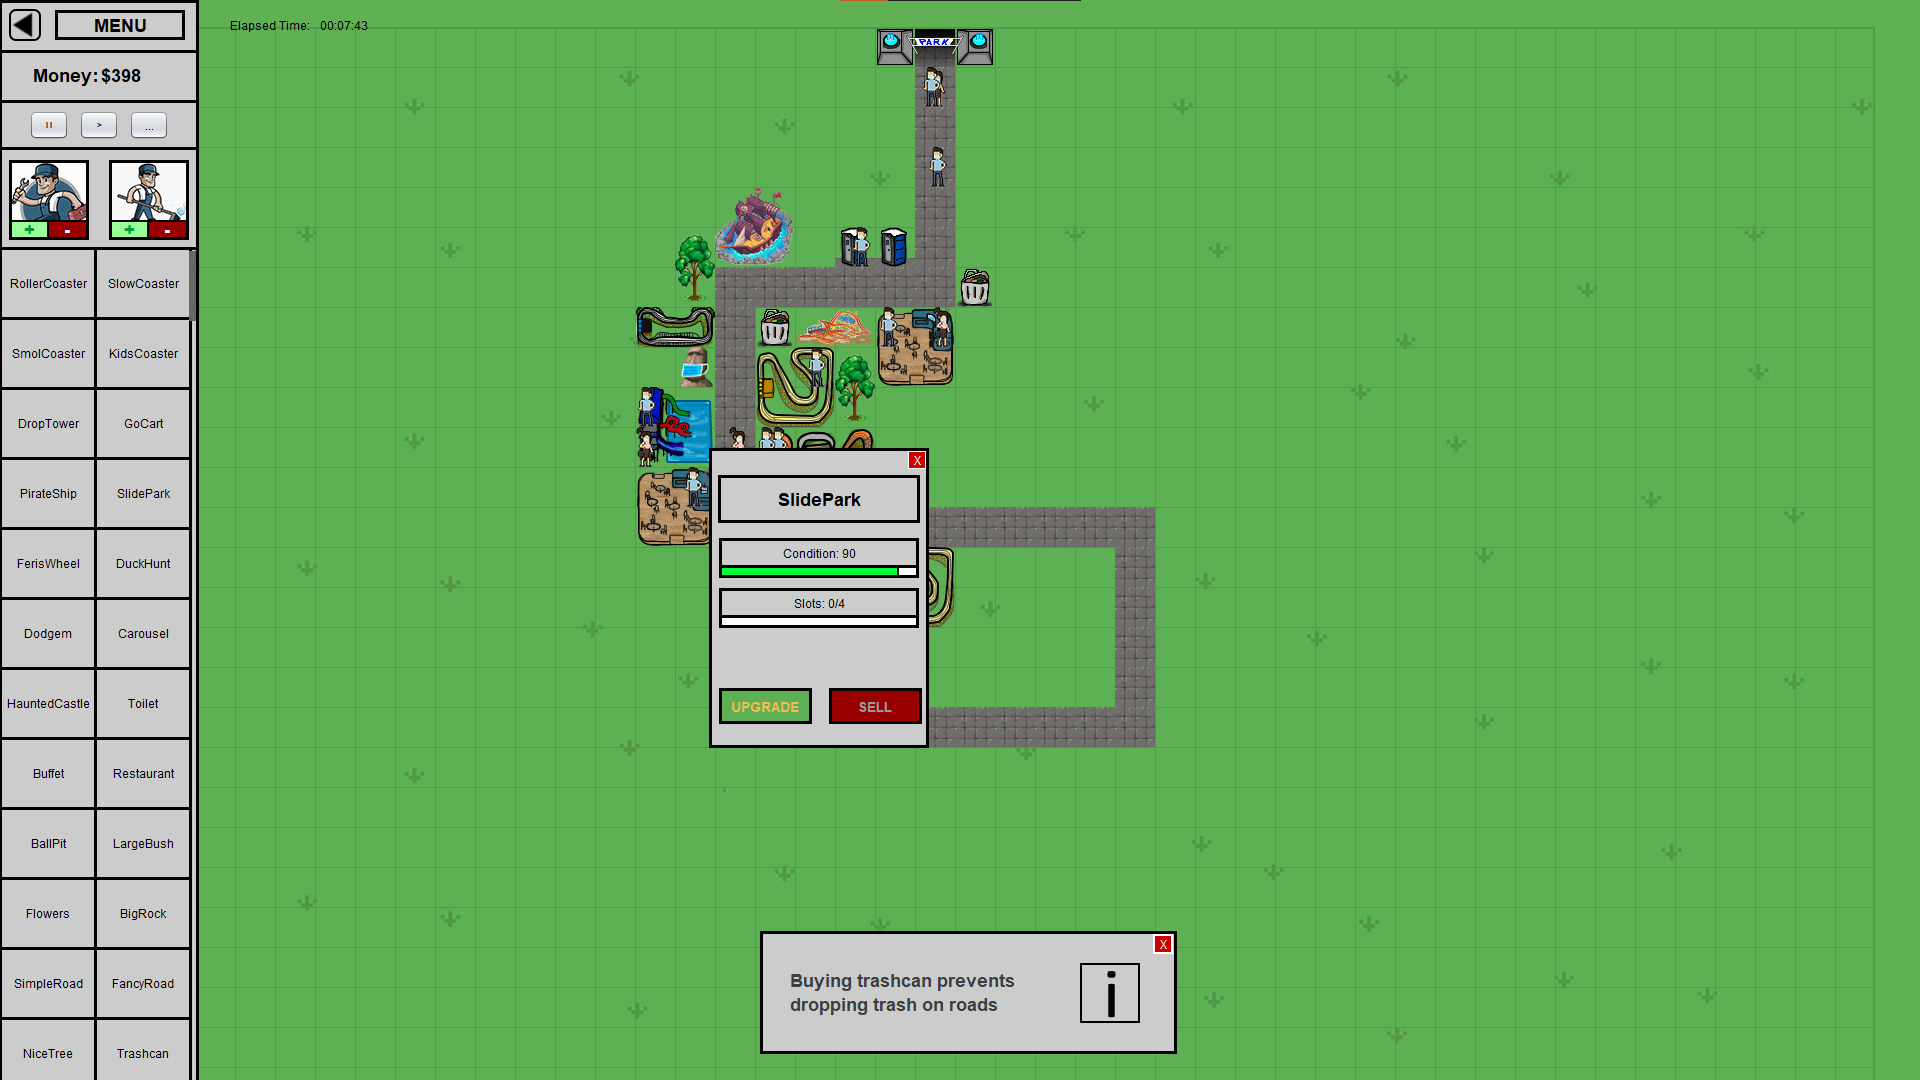 MENU
Elapsed Time: 00:07:43
PARK
Money:$398
II
>
...
+
-
+
-
RollerCoaster
SlowCoaster
SmolCoaster
KidsCoaster
DropTower
GoCart
PirateShip
SlidePark
FerisWheel
DuckHunt
Dodgem
Carousel
HauntedCastle
Toilet
Buffet
Restaurant
BallPit
LargeBush
Flowers
BigRock
SimpleRoad
FancyRoad
NiceTree
Trashcan
X
SlidePark
Condition: 90
Slots: 0/4
UPGRADE
SELL
X
Buying trashcan prevents
dropping trash on roads
i